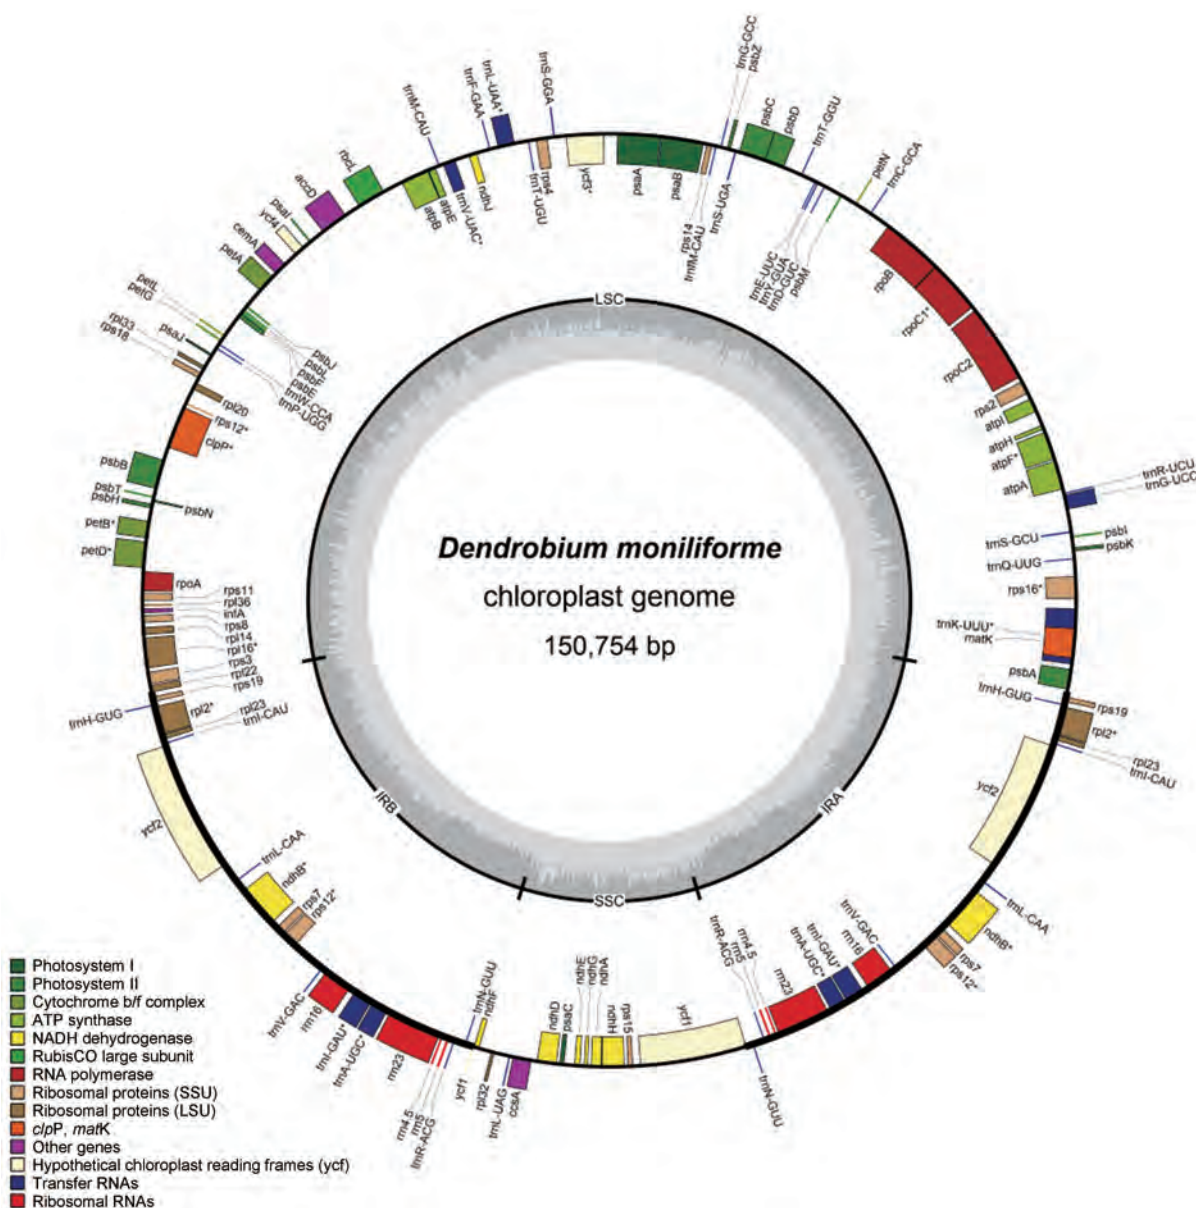 Dendrobium moniliforme
chloroplast genome
150,754 bp
LSC
IRA
SSC
IRB
trnG-GCC
psbZ
psbC
psbD
trnT-GGU
petN
trnC-GCA
psaA
psaB
rps14
trnfM-CAU
trnS-UGA
trnE-UUC
trnY-GUA
trnD-GUC
psbM
rpoB
rpoC1*
rpoC2
rps2
atpI
atpH
atpF*
atpA
trnR-UCU
trnG-UCC
trnS-GCU
psbI
psbK
trnQ-UUG
rps16*
trnK-UUU*
matK
psbA
trnH-GUG
rps19
rpl2*
rpl23
trnI-CAU
ycf2
trnL-CAA
ndhB*
rps7
rps12*
trnV-GAC
rrn16
trnI-GAU*
trnA-UGC*
rrn23
rrn4.5
rrn5
trnR-ACG
trnN-GUU
ycf1
rps15
ndhH
ndhA
ndhG
ndhE
psaC
ndhD
ccsA
trnL-UAG
rpl32
ndhF
trnN-GUU
ycf1
trnR-ACG
rrn5
rrn4.5
rrn23
trnA-UGC*
trnI-GAU*
rrn16
trnV-GAC
rps12*
rps7
ndhB*
trnL-CAA
ycf2
trnI-CAU
rpl23
rpl2*
trnH-GUG
rps19
rpl22
rps3
rpl16*
rpl14
rps8
infA
rpl36
rps11
rpoA
petD*
petB*
psbH
psbT
psbN
psbB
clpP*
rps12*
rpl20
rps18
rpl33
psaJ
trnP-UGG
trnW-CCA
petG
petL
psbE
psbF
psbL
psbJ
petA
cemA
ycf4
psaI
accD
rbcL
atpB
atpE
trnM-CAU
trnV-UAC*
ndhJ
trnF-GAA
trnL-UAA*
trnT-UGU
rps4
trnS-GGA
ycf3*
Photosystem I
Photosystem II
Cytochrome b/f complex
ATP synthase
NADH dehydrogenase
RubisCO large subunit
RNA polymerase
Ribosomal proteins (SSU)
Ribosomal proteins (LSU)
clpP, matK
Other genes
Hypothetical chloroplast reading frames (ycf)
Transfer RNAs
Ribosomal RNAs